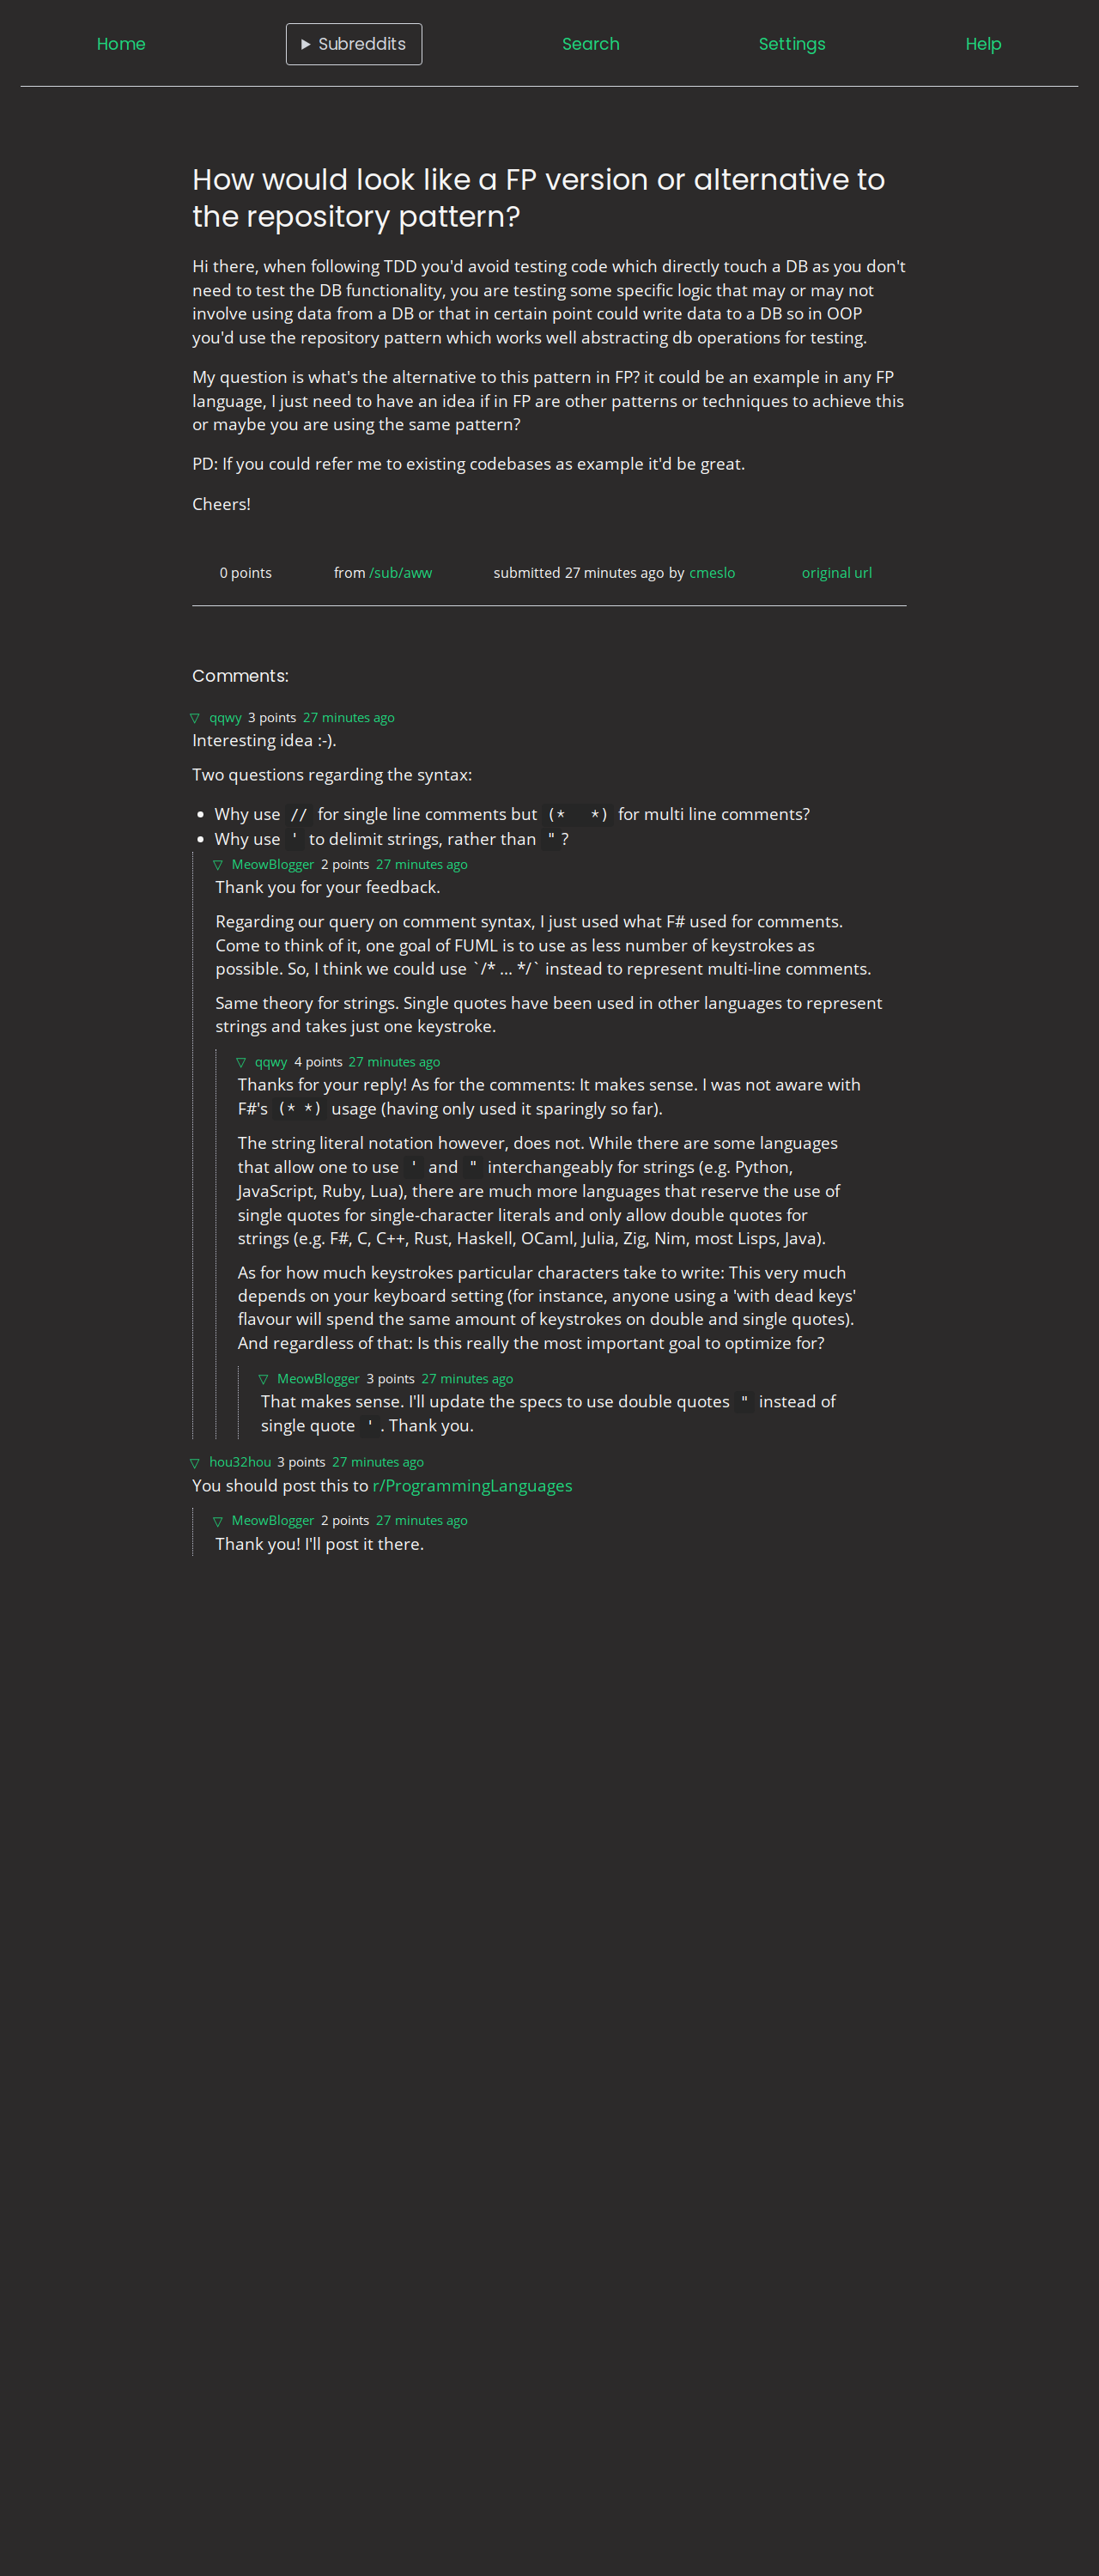 Home
▶ Subreddits
Search
Settings
Help
How would look like a FP version or alternative to
the repository pattern?
Hi there, when following TDD you'd avoid testing code which directly touch a DB as you don't
need to test the DB functionality, you are testing some specific logic that may or may not
involve using data from a DB or that in certain point could write data to a DB so in OOP
you'd use the repository pattern which works well abstracting db operations for testing.
My question is what's the alternative to this pattern in FP? it could be an example in any FP
language, I just need to have an idea if in FP are other patterns or techniques to achieve this
or maybe you are using the same pattern?
PD: If you could refer me to existing codebases as example it'd be great.
Cheers!
0 points
from /sub/aww
submitted 27 minutes ago by cmeslo
original url
Comments:
▽ qqwy 3 points 27 minutes ago
Interesting idea :-).
Two questions regarding the syntax:
• Why use // for single line comments but (*   *) for multi line comments?
• Why use ' to delimit strings, rather than " ?
▽ MeowBlogger 2 points 27 minutes ago
Thank you for your feedback.
Regarding our query on comment syntax, I just used what F# used for comments.
Come to think of it, one goal of FUML is to use as less number of keystrokes as
possible. So, I think we could use `/* ... */` instead to represent multi-line comments.
Same theory for strings. Single quotes have been used in other languages to represent
strings and takes just one keystroke.
▽ qqwy 4 points 27 minutes ago
Thanks for your reply! As for the comments: It makes sense. I was not aware with
F#'s (* *) usage (having only used it sparingly so far).
The string literal notation however, does not. While there are some languages
that allow one to use ' and " interchangeably for strings (e.g. Python,
JavaScript, Ruby, Lua), there are much more languages that reserve the use of
single quotes for single-character literals and only allow double quotes for
strings (e.g. F#, C, C++, Rust, Haskell, OCaml, Julia, Zig, Nim, most Lisps, Java).
As for how much keystrokes particular characters take to write: This very much
depends on your keyboard setting (for instance, anyone using a 'with dead keys'
flavour will spend the same amount of keystrokes on double and single quotes).
And regardless of that: Is this really the most important goal to optimize for?
▽ MeowBlogger 3 points 27 minutes ago
That makes sense. I'll update the specs to use double quotes " instead of
single quote ' . Thank you.
▽ hou32hou 3 points 27 minutes ago
You should post this to r/ProgrammingLanguages
▽ MeowBlogger 2 points 27 minutes ago
Thank you! I'll post it there.